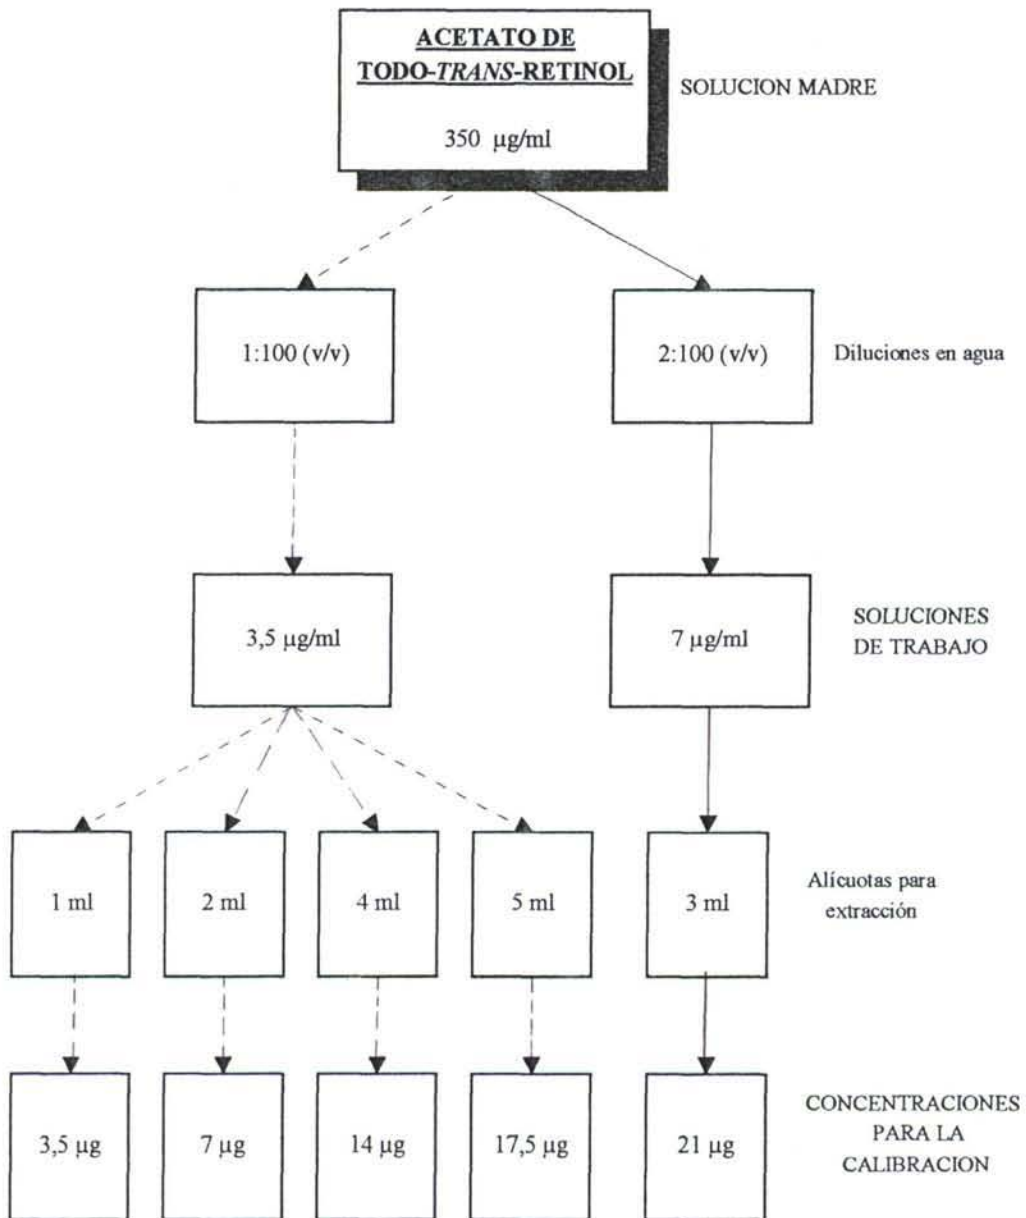 ACETATO DE
TODO-TRANS-RETINOL
350 µg/ml
SOLUCION MADRE
1:100 (v/v)
2:100 (v/v)
Diluciones en agua
3,5 µg/ml
7 µg/ml
SOLUCIONES
DE TRABAJO
1 ml
2 ml
4 ml
5 ml
3 ml
Alícuotas para
extracción
3,5 µg
7 µg
14 µg
17,5 µg
21 µg
CONCENTRACIONES
PARA LA
CALIBRACION